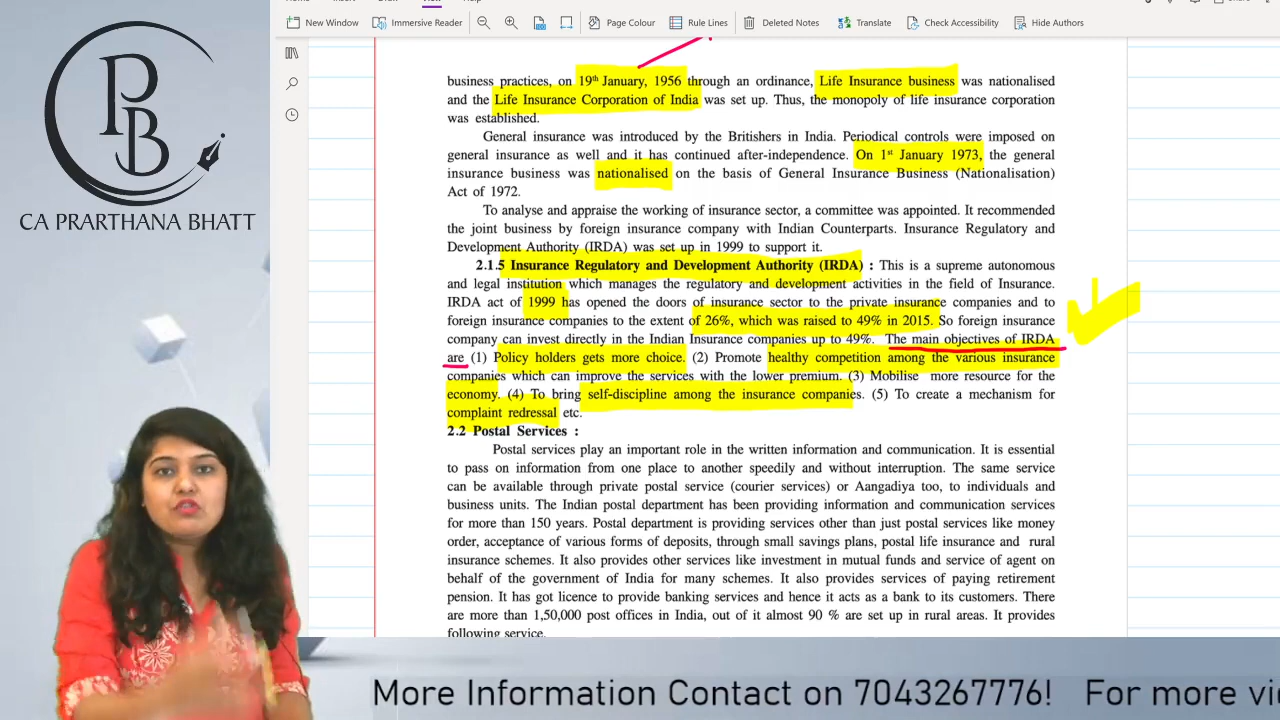 New Window
Immersive Reader
Page Colour
Rule Lines
Deleted Notes
Translate
Check Accessibility
Hide Authors
PB
CA PRARTHANA BHATT
business practices, on 19th January, 1956 through an ordinance, Life Insurance business was nationalised
and the Life Insurance Corporation of India was set up. Thus, the monopoly of life insurance corporation
was established.
General insurance was introduced by the Britishers in India. Periodical controls were imposed on
general insurance as well and it has continued after-independence. On 1st January 1973, the general
insurance business was nationalised on the basis of General Insurance Business (Nationalisation)
Act of 1972.
To analyse and appraise the working of insurance sector, a committee was appointed. It recommended
the joint business by foreign insurance company with Indian Counterparts. Insurance Regulatory and
Development Authority (IRDA) was set up in 1999 to support it.
2.1.5 Insurance Regulatory and Development Authority (IRDA) : This is a supreme autonomous
and legal institution which manages the regulatory and development activities in the field of Insurance.
IRDA act of 1999 has opened the doors of insurance sector to the private insurance companies and to
foreign insurance companies to the extent of 26%, which was raised to 49% in 2015. So foreign insurance
company can invest directly in the Indian Insurance companies up to 49%. The main objectives of IRDA
are (1) Policy holders gets more choice. (2) Promote healthy competition among the various insurance
companies which can improve the services with the lower premium. (3) Mobilise more resource for the
economy. (4) To bring self-discipline among the insurance companies. (5) To create a mechanism for
complaint redressal etc.
2.2 Postal Services :
Postal services play an important role in the written information and communication. It is essential
to pass on information from one place to another speedily and without interruption. The same service
can be available through private postal service (courier services) or Aangadiya too, to individuals and
business units. The Indian postal department has been providing information and communication services
for more than 150 years. Postal department is providing services other than just postal services like money
order, acceptance of various forms of deposits, through small savings plans, postal life insurance and rural
insurance schemes. It also provides other services like investment in mutual funds and service of agent on
behalf of the government of India for many schemes. It also provides services of paying retirement
pension. It has got licence to provide banking services and hence it acts as a bank to its customers. There
are more than 1,50,000 post offices in India, out of it almost 90 % are set up in rural areas. It provides
following service.
More Information Contact on 7043267776! For more vi